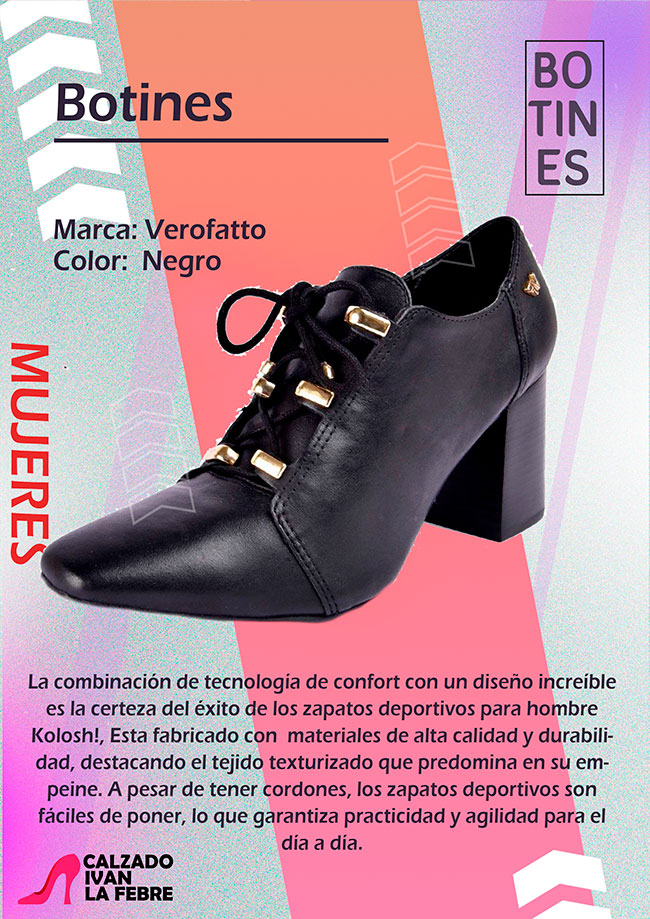 Botines
BO
TIN
ES
Marca: Verofatto
Color: Negro
MUJERES
La combinación de tecnología de confort con un diseño increíble
es la certeza del éxito de los zapatos deportivos para hombre
Kolosh!, Esta fabricado con materiales de alta calidad y durabili-
dad, destacando el tejido texturizado que predomina en su em-
peine. A pesar de tener cordones, los zapatos deportivos son
fáciles de poner, lo que garantiza practicidad y agilidad para el
día a día.
CALZADO
IVAN
LA FEBRE